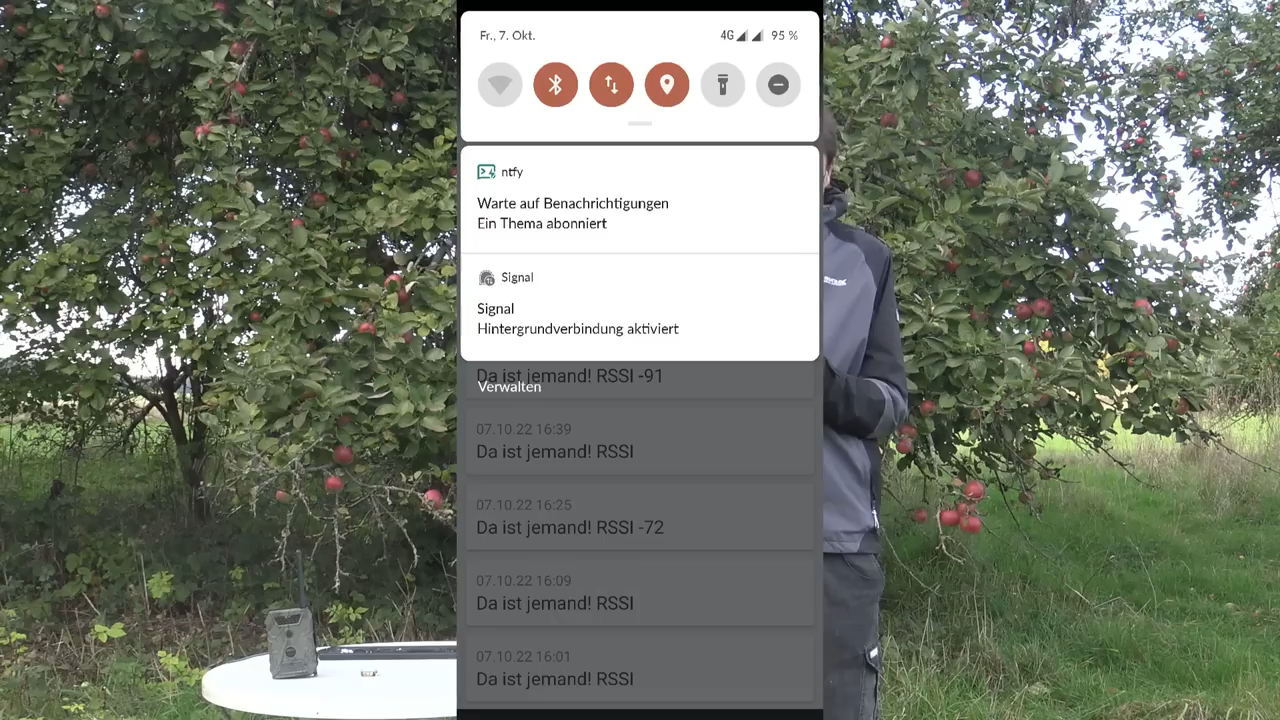 Fr., 7. Okt.
4G 95 %
ntfy
Warte auf Benachrichtigungen
Ein Thema abonniert
Signal
Signal
Hintergrundverbindung aktiviert
Da ist jemand! RSSI -91
Verwalten
07.10.22 16:39
Da ist jemand! RSSI
07.10.22 16:25
Da ist jemand! RSSI -72
07.10.22 16:09
Da ist jemand! RSSI
07.10.22 16:01
Da ist jemand! RSSI